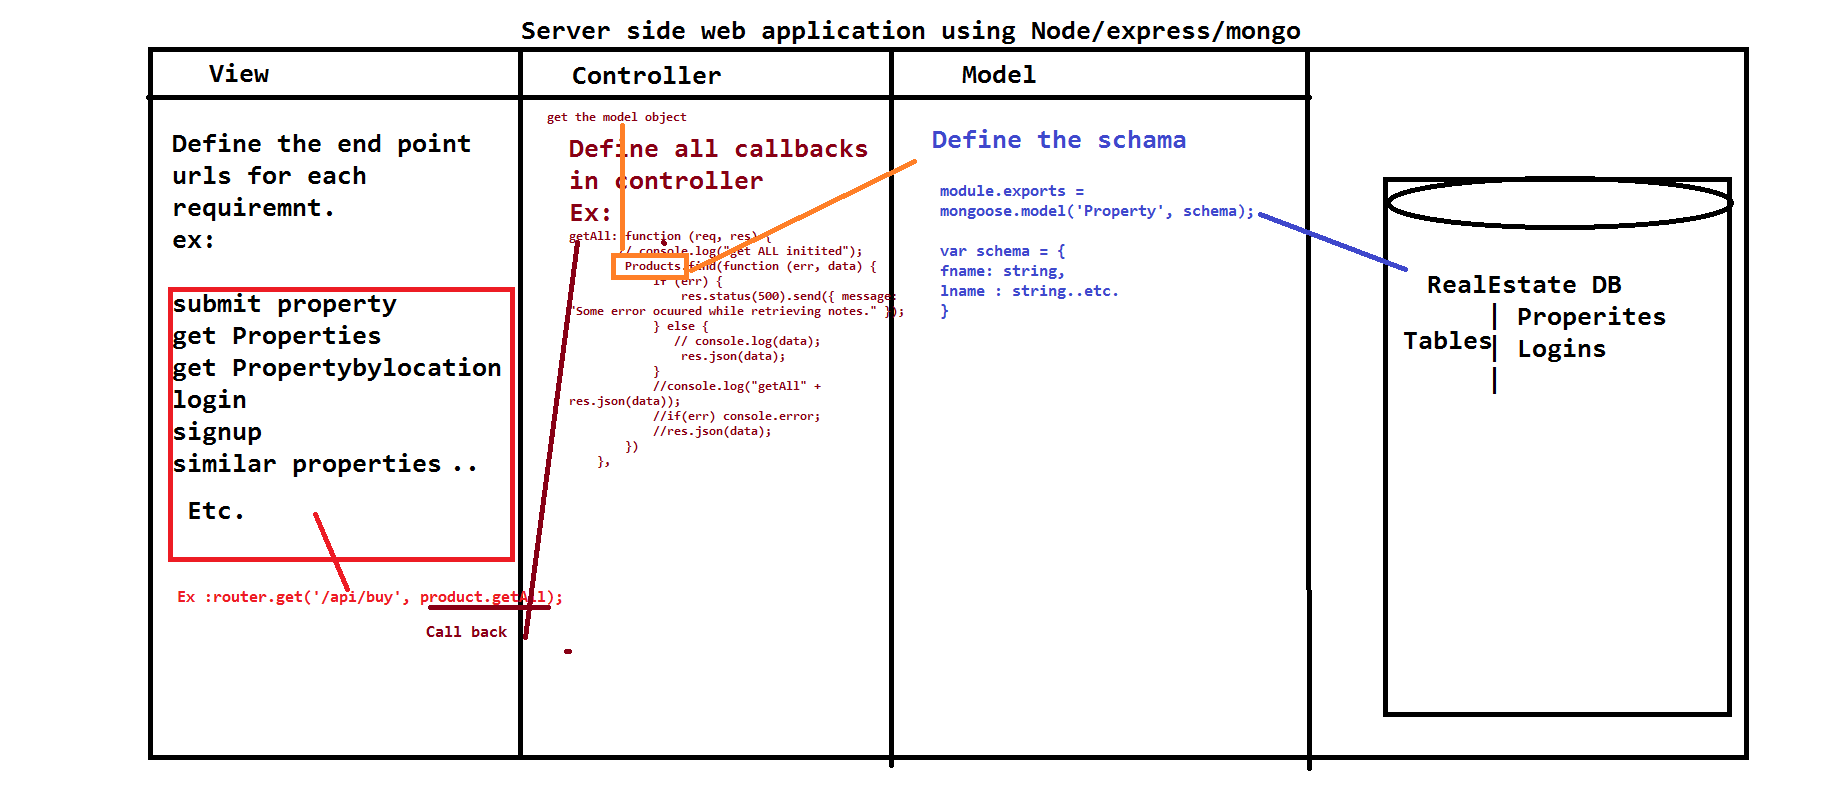 Server side web application using Node/express/mongo
View
Controller
Model
Define the end point
urls for each
requiremnt.
ex:
submit property
get Properties
get Propertybylocation
login
signup
similar properties ..
Etc.
Ex :router.get('/api/buy', product.getAll);
Call back
get the model object
Define all callbacks
in controller
Ex:
getAll: function (req, res) {
// console.log("get ALL initited");
Products.find(function (err, data) {
if (err) {
res.status(500).send({ message:
"Some error ocuured while retrieving notes." });
} else {
// console.log(data);
res.json(data);
}
//console.log("getAll" +
res.json(data));
//if(err) console.error;
//res.json(data);
})
},
Define the schama
module.exports =
mongoose.model('Property', schema);
var schema = {
fname: string,
lname : string..etc.
}
RealEstate DB
| Properites
Tables| Logins
|